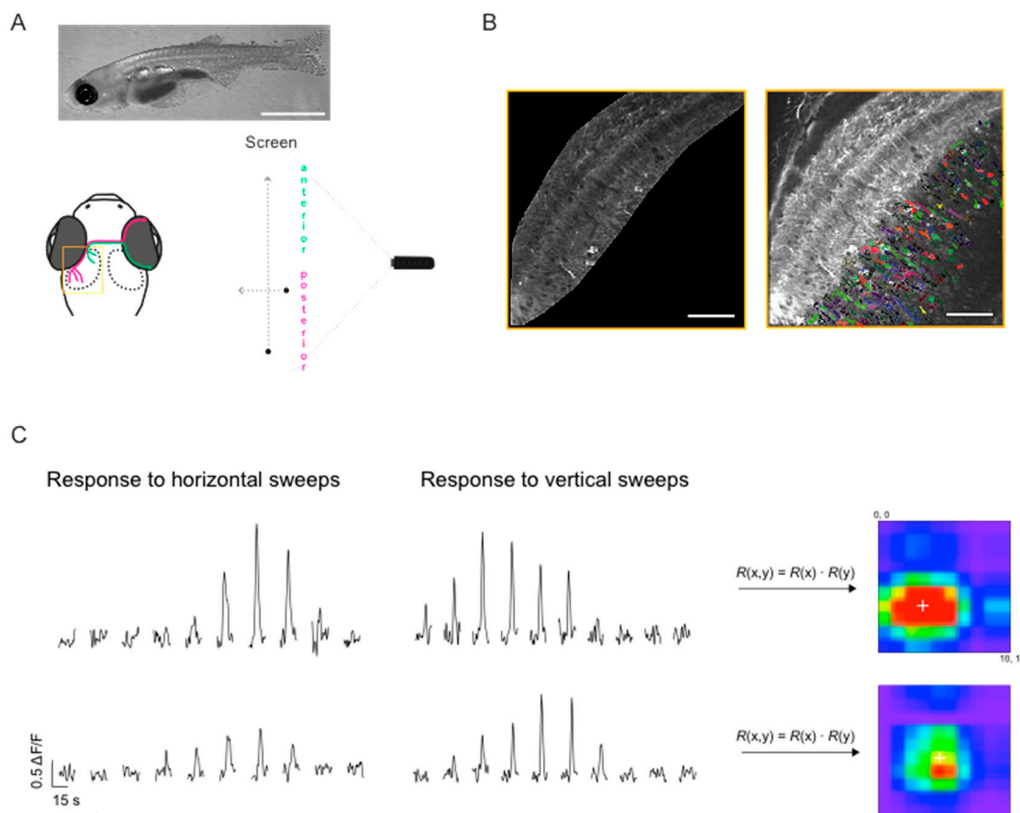 A
B
Screen
anterior
posterior
C
Response to horizontal sweeps
Response to vertical sweeps
0, 0
R(x,y) = R(x) · R(y)
10, 1
R(x,y) = R(x) · R(y)
0.5 ΔF/F
15 s